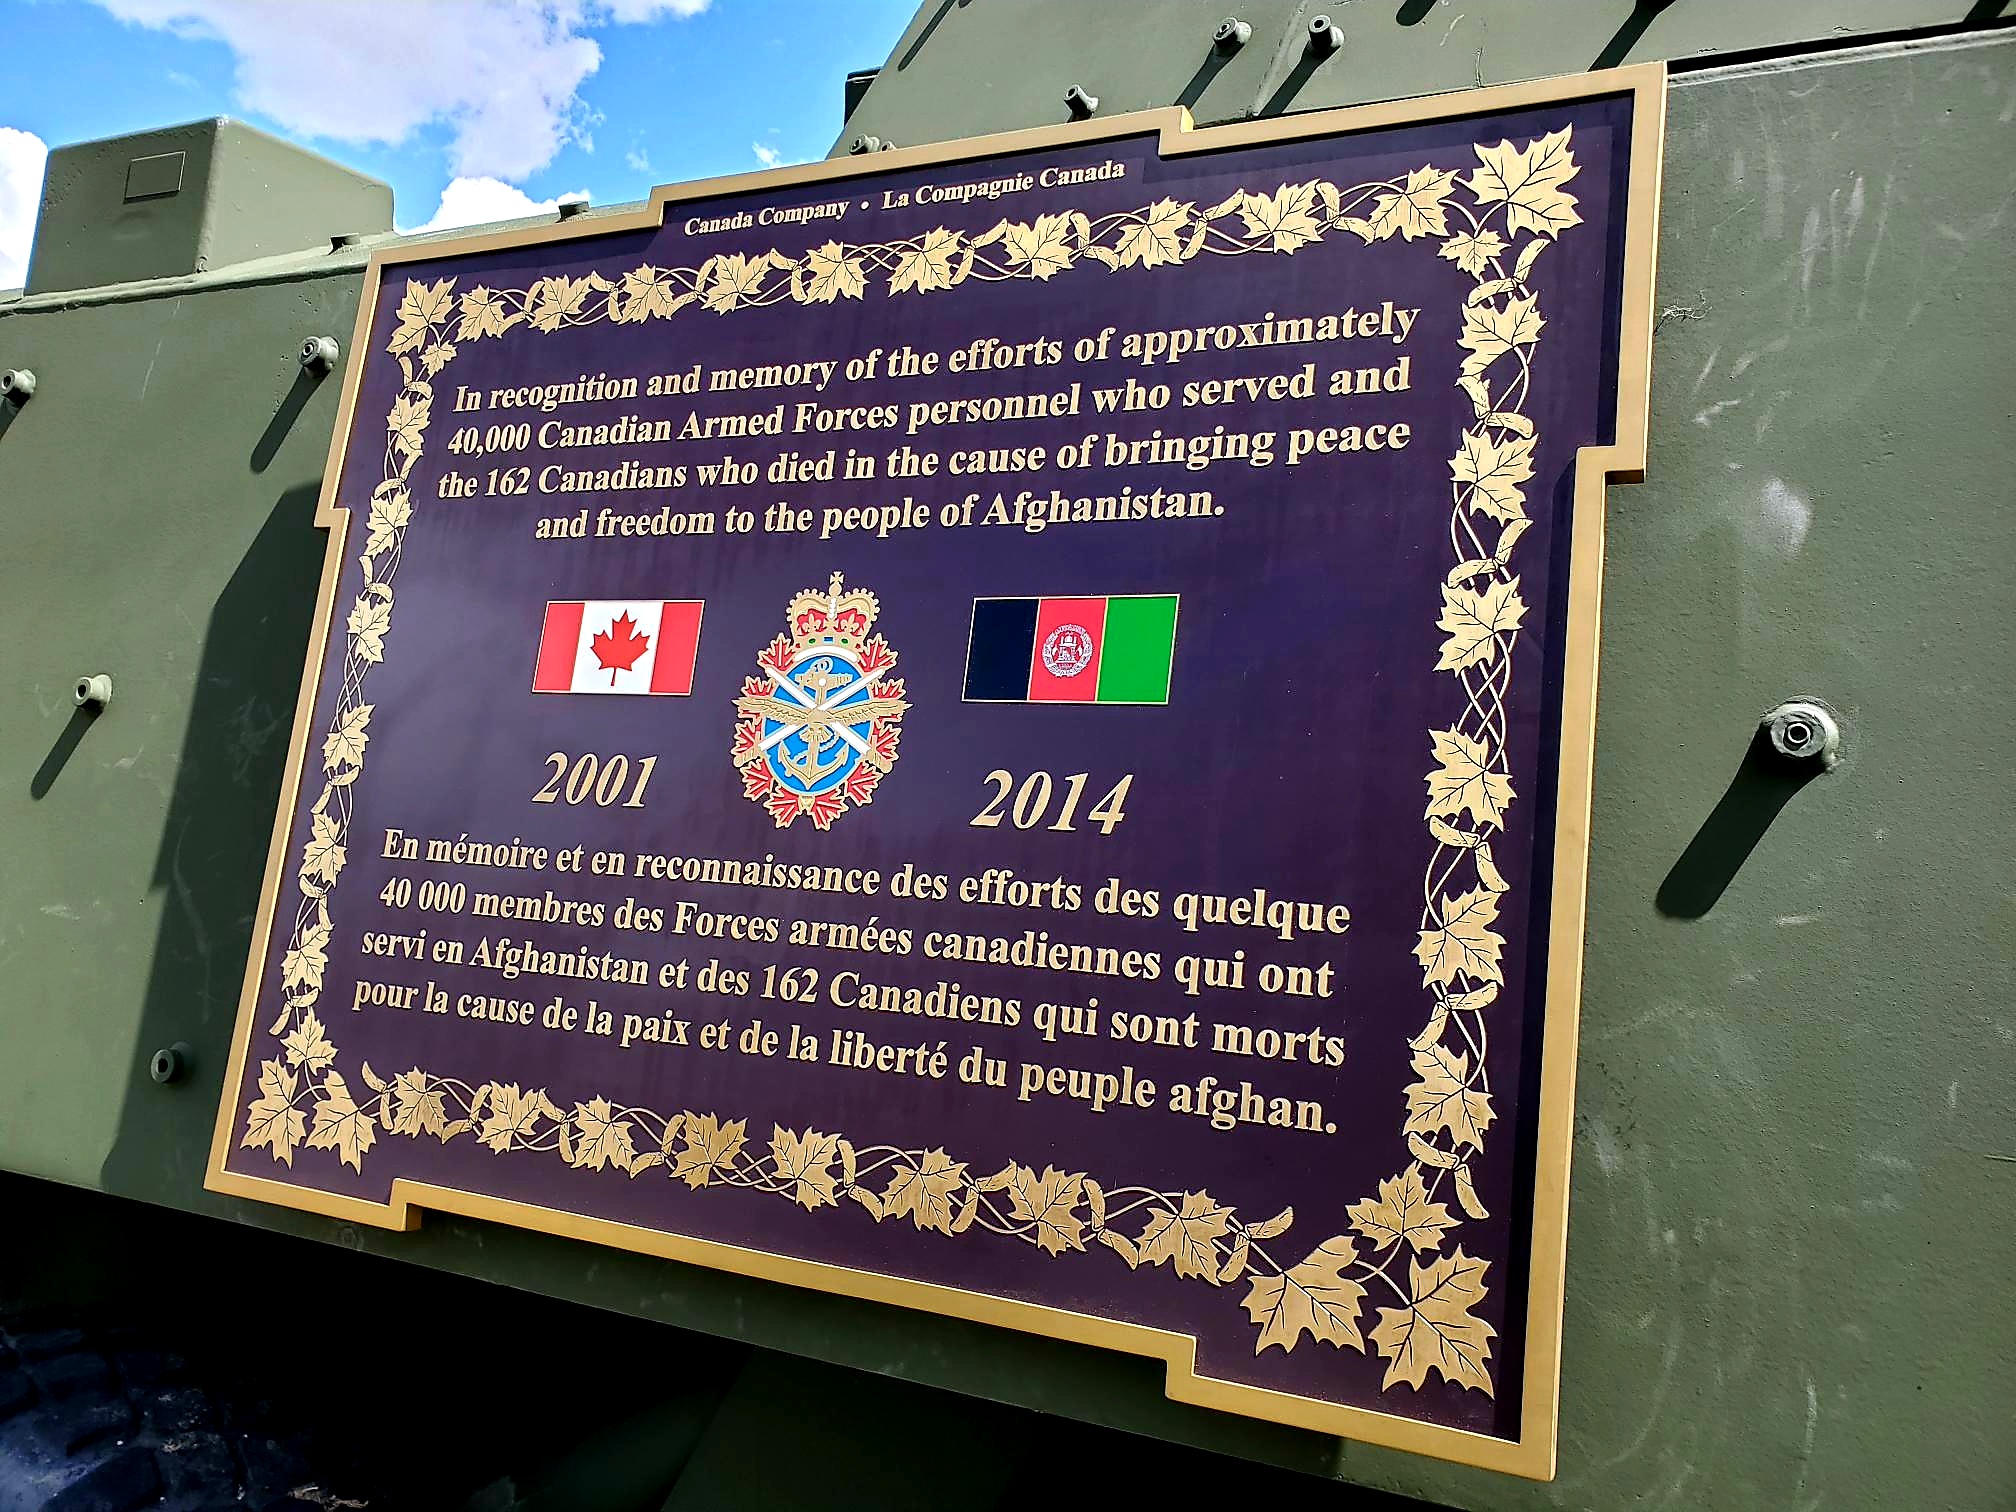 Canada Company • La Compagnie Canada
In recognition and memory of the efforts of approximately
40,000 Canadian Armed Forces personnel who served and
the 162 Canadians who died in the cause of bringing peace
and freedom to the people of Afghanistan.
2001 2014
En mémoire et en reconnaissance des efforts des quelque
40 000 membres des Forces armées canadiennes qui ont
servi en Afghanistan et des 162 Canadiens qui sont morts
pour la cause de la paix et de la liberté du peuple afghan.